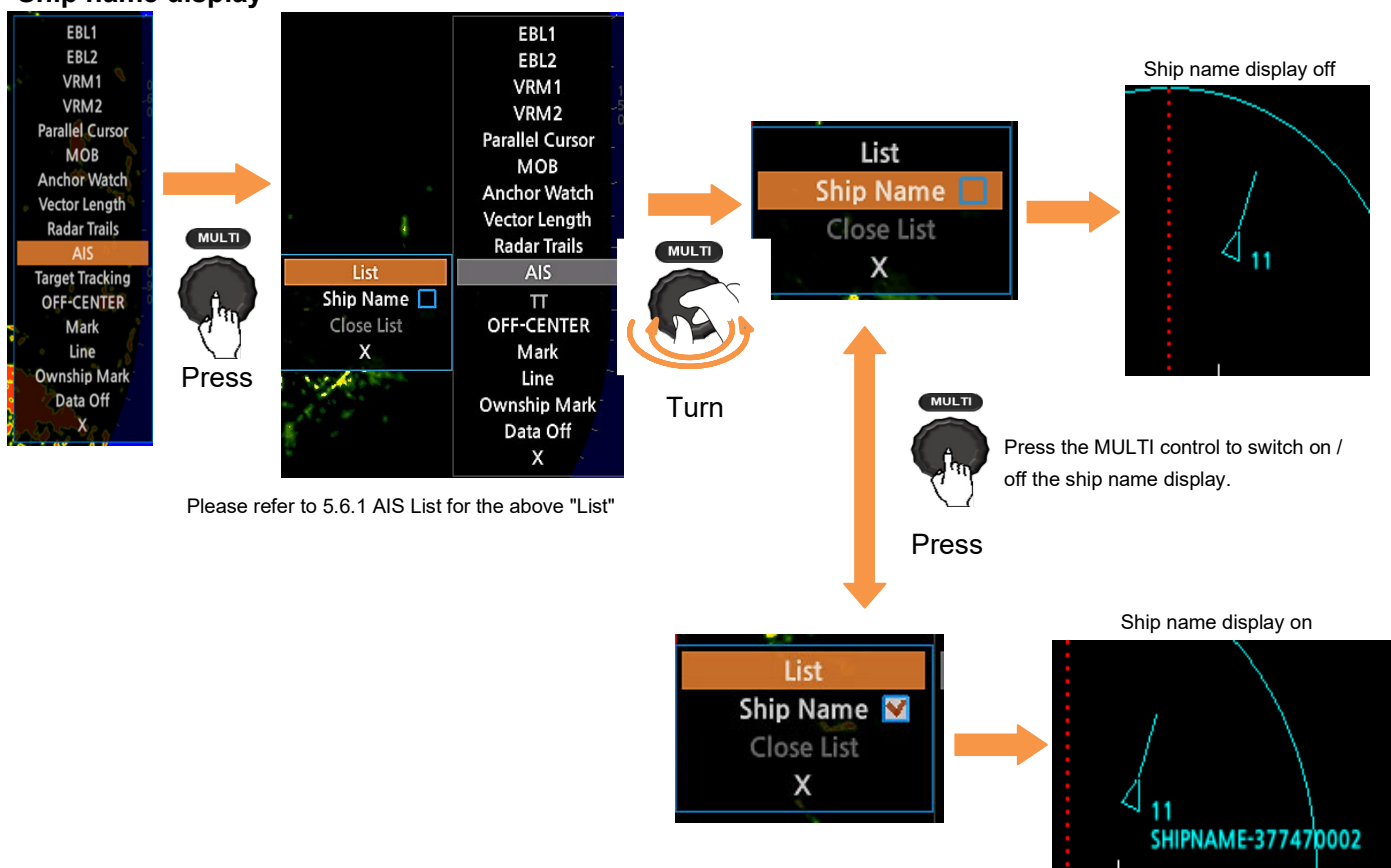 Ship name display
EBL1
EBL2
VRM1
VRM2
Parallel Cursor
MOB
Anchor Watch
Vector Length
Radar Trails
AIS
Target Tracking
OFF-CENTER
Mark
Line
Ownship Mark
Data Off
X
MULTI
Press
List
Ship Name
Close List
X
EBL1
EBL2
VRM1
VRM2
Parallel Cursor
MOB
Anchor Watch
Vector Length
Radar Trails
AIS
TT
OFF-CENTER
Mark
Line
Ownship Mark
Data Off
X
Please refer to 5.6.1 AIS List for the above "List"
MULTI
Turn
List
Ship Name
Close List
X
Ship name display off
11
MULTI
Press the MULTI control to switch on /
off the ship name display.
Press
List
Ship Name
Close List
X
Ship name display on
11
SHIPNAME-377470002